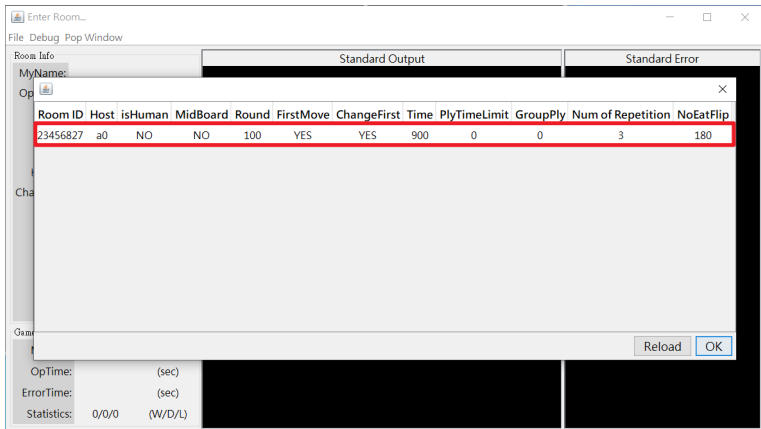 Enter Room...
File Debug Pop Window
Room Info
Standard Output
Standard Error
MyName:
Op
Room ID Host isHuman MidBoard Round FirstMove ChangeFirst Time PlyTimeLimit GroupPly Num of Repetition NoEatFlip
23456827 a0 NO NO 100 YES YES 900 0 0 3 180
Cha
Game
Reload OK
OpTime: (sec)
ErrorTime: (sec)
Statistics: 0/0/0 (W/D/L)